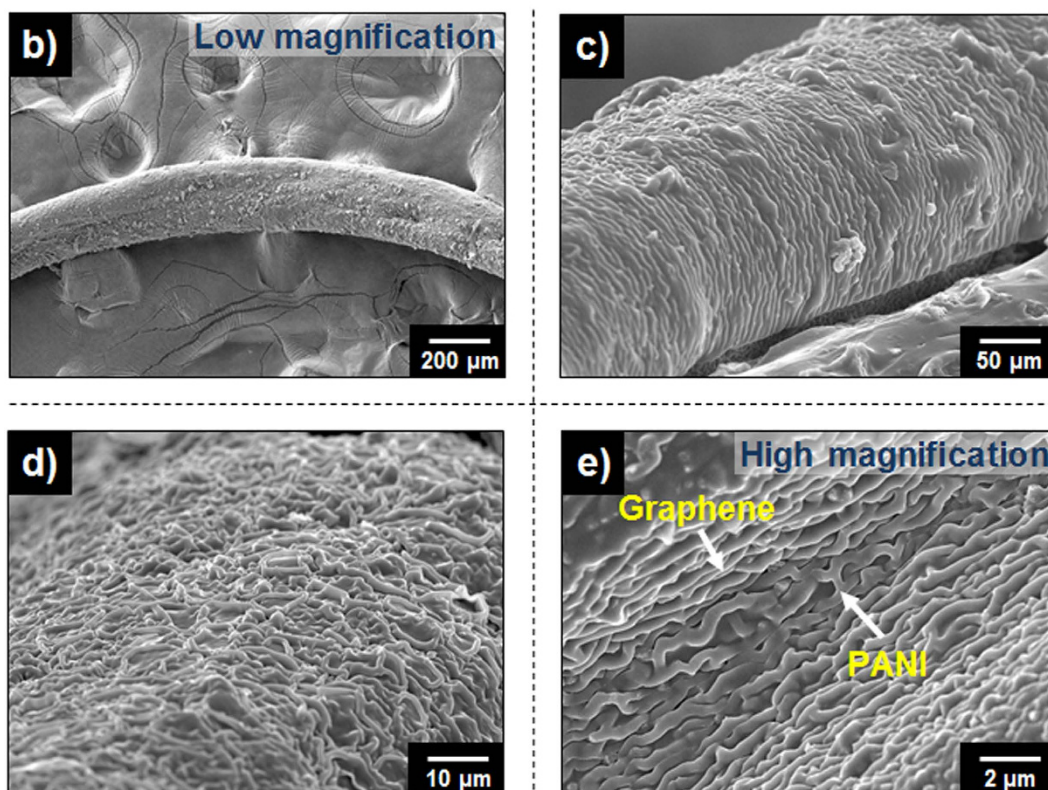 b)
Low magnification
200 µm
c)
50 µm
d)
10 µm
e)
High magnification
Graphene
PANI
2 µm